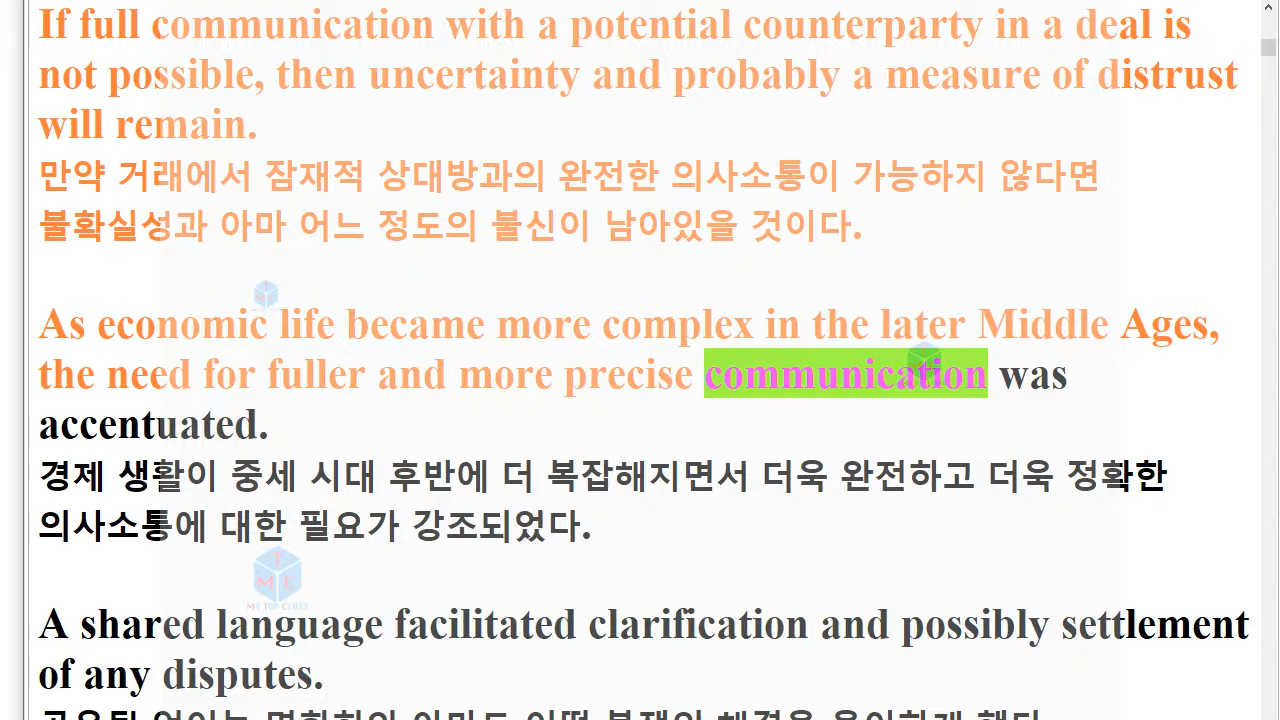 If full communication with a potential counterparty in a deal is
not possible, then uncertainty and probably a measure of distrust
will remain.
만약 거래에서 잠재적 상대방과의 완전한 의사소통이 가능하지 않다면
불확실성과 아마 어느 정도의 불신이 남아있을 것이다.
As economic life became more complex in the later Middle Ages,
the need for fuller and more precise communication was
accentuated.
경제 생활이 중세 시대 후반에 더 복잡해지면서 더욱 완전하고 더욱 정확한
의사소통에 대한 필요가 강조되었다.
T
M E
MY TOP CLASS
A shared language facilitated clarification and possibly settlement
of any disputes.